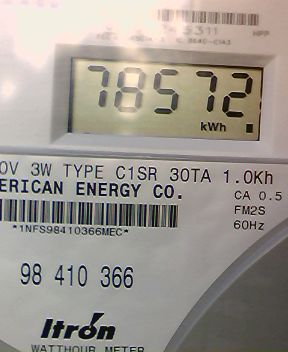 5311
78572
kWh
0V 3W TYPE C1SR 30TA 1.0Kh
ERICAN ENERGY CO.
CA 0.5
FM2S
*1NFS98410366MEC*
60Hz
98 410 366
Itron
WATTHOUR METER